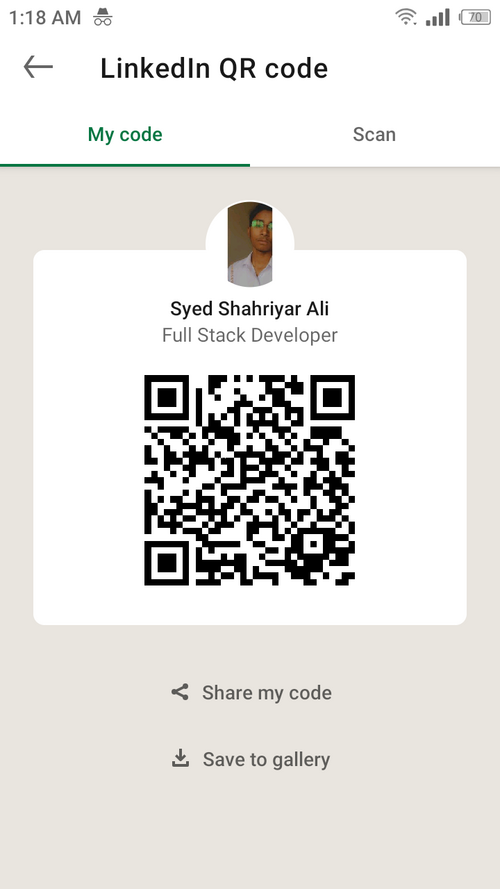 1:18 AM
70
LinkedIn QR code
My code
Scan
Syed Shahriyar Ali
Full Stack Developer
Share my code
Save to gallery